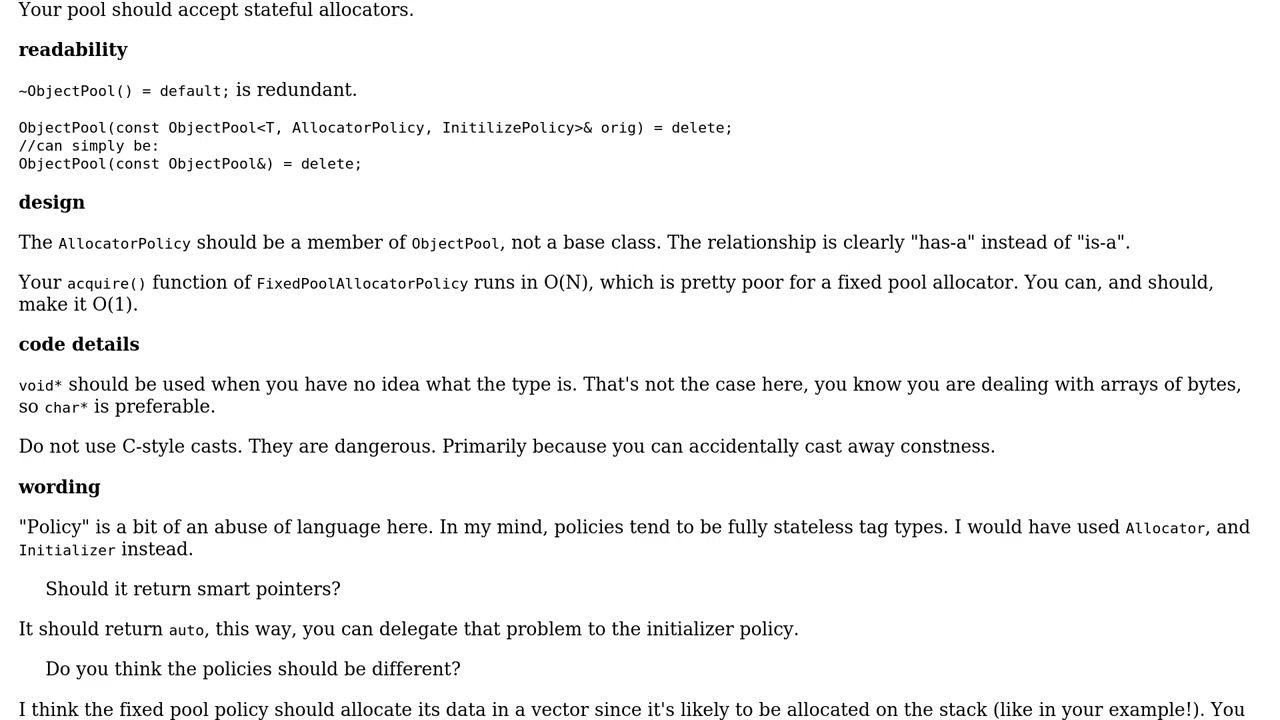 Your pool should accept stateful allocators.
readability
~ObjectPool() = default; is redundant.
ObjectPool(const ObjectPool<T, AllocatorPolicy, InitilizePolicy>& orig) = delete;
//can simply be:
ObjectPool(const ObjectPool&) = delete;
design
The AllocatorPolicy should be a member of ObjectPool, not a base class. The relationship is clearly "has-a" instead of "is-a".
Your acquire() function of FixedPoolAllocatorPolicy runs in O(N), which is pretty poor for a fixed pool allocator. You can, and should,
make it O(1).
code details
void* should be used when you have no idea what the type is. That's not the case here, you know you are dealing with arrays of bytes,
so char* is preferable.
Do not use C-style casts. They are dangerous. Primarily because you can accidentally cast away constness.
wording
"Policy" is a bit of an abuse of language here. In my mind, policies tend to be fully stateless tag types. I would have used Allocator, and
Initializer instead.
Should it return smart pointers?
It should return auto, this way, you can delegate that problem to the initializer policy.
Do you think the policies should be different?
I think the fixed pool policy should allocate its data in a vector since it's likely to be allocated on the stack (like in your example!). You